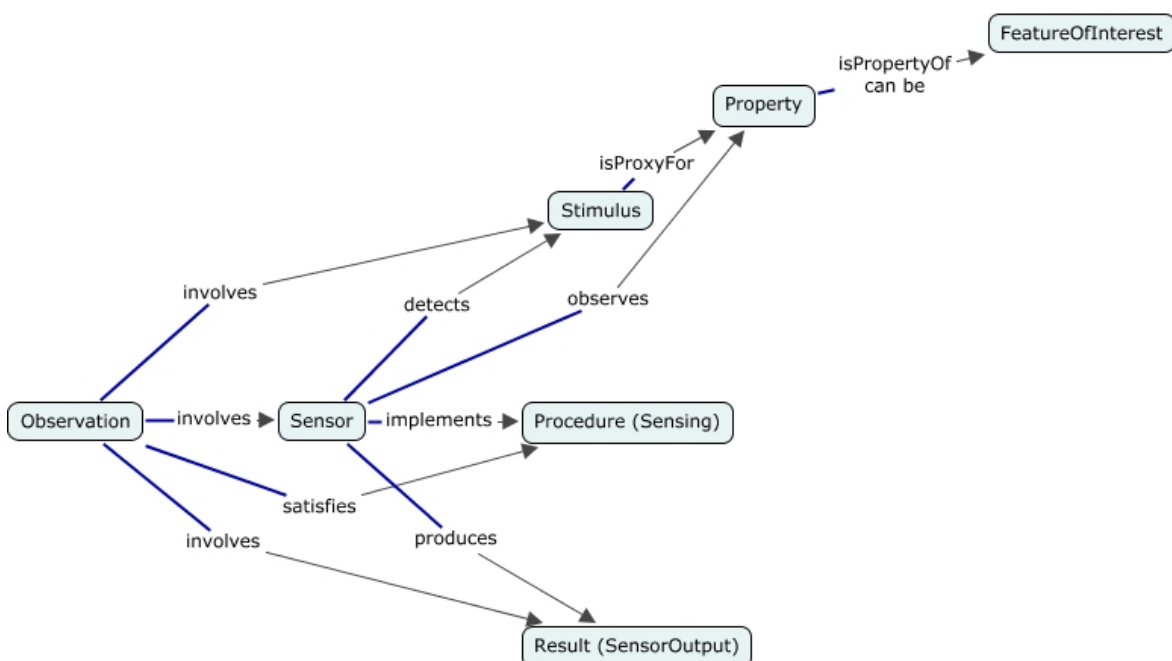 FeatureOfInterest
isPropertyOf
can be
Property
isProxyFor
Stimulus
involves
detects
observes
Observation
involves
Sensor
implements
Procedure (Sensing)
satisfies
involves
produces
Result (SensorOutput)